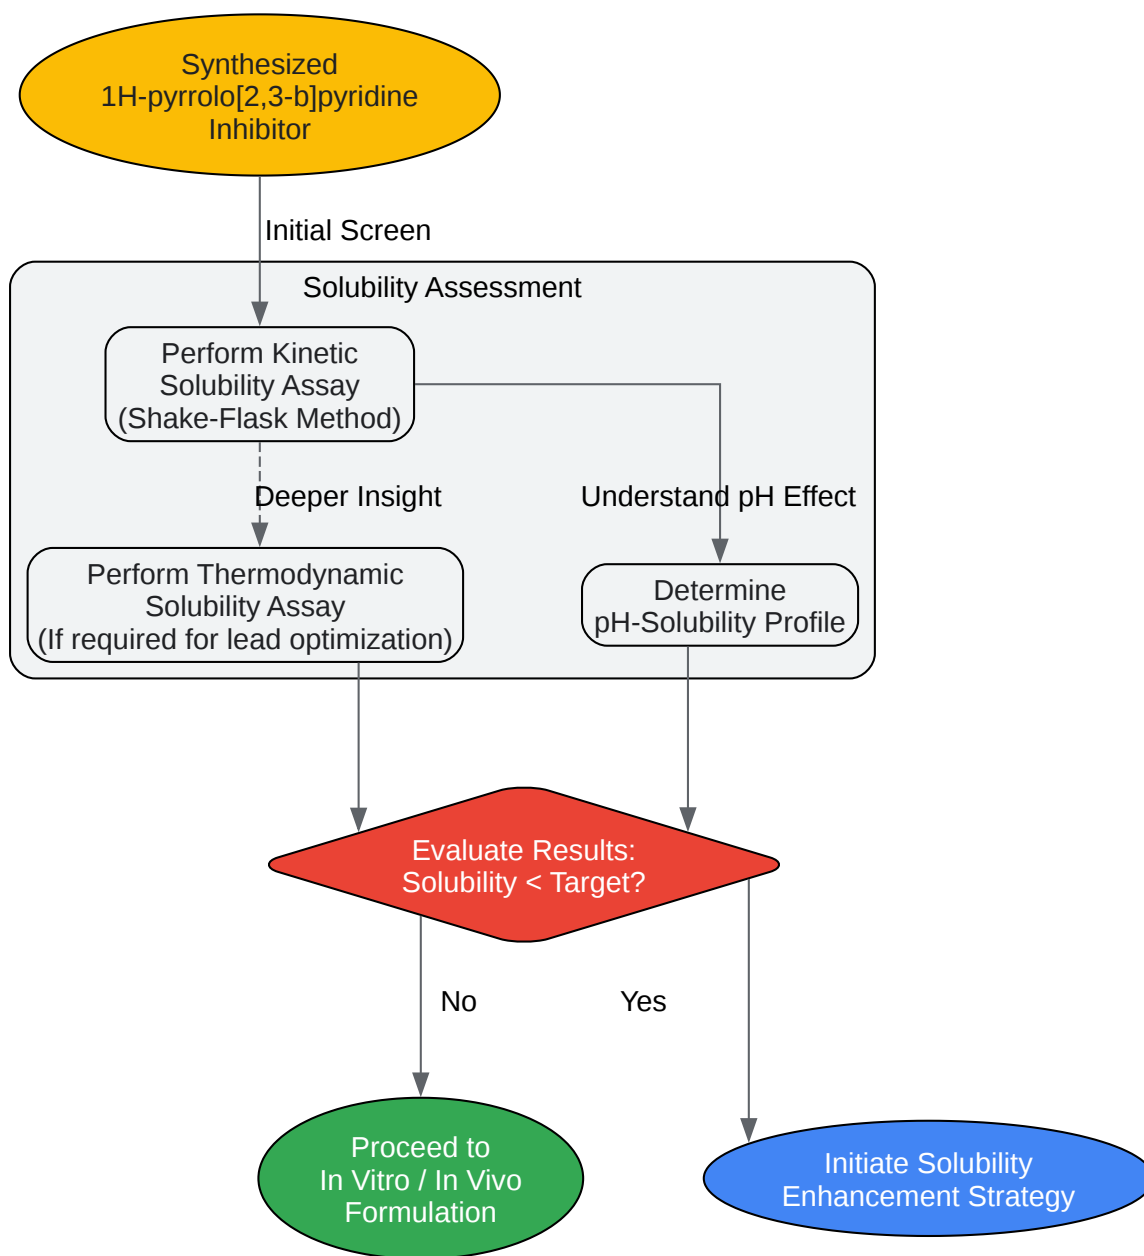 Synthesized
1H-pyrrolo[2,3-b]pyridine
Inhibitor
Initial Screen
Solubility Assessment
Perform Kinetic
Solubility Assay
(Shake-Flask Method)
Deeper Insight
Understand pH Effect
Perform Thermodynamic
Solubility Assay
(If required for lead optimization)
Determine
pH-Solubility Profile
Evaluate Results:
Solubility < Target?
No
Yes
Proceed to
In Vitro / In Vivo
Formulation
Initiate Solubility
Enhancement Strategy